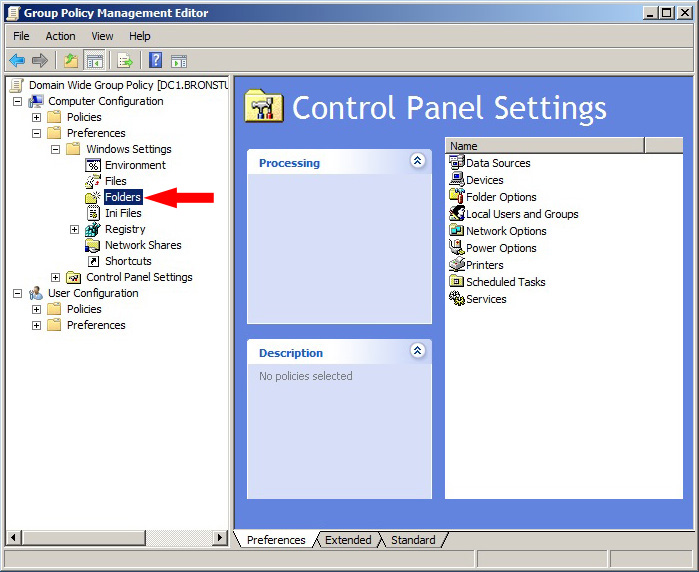 Group Policy Management Editor
File Action View Help
Domain Wide Group Policy [DC1.BRONSTU
Computer Configuration
Policies
Preferences
Windows Settings
Environment
Files
Folders
Ini Files
Registry
Network Shares
Shortcuts
Control Panel Settings
User Configuration
Policies
Preferences
Control Panel Settings
Processing
Description
No policies selected
Name
Data Sources
Devices
Folder Options
Local Users and Groups
Network Options
Power Options
Printers
Scheduled Tasks
Services
Preferences Extended Standard